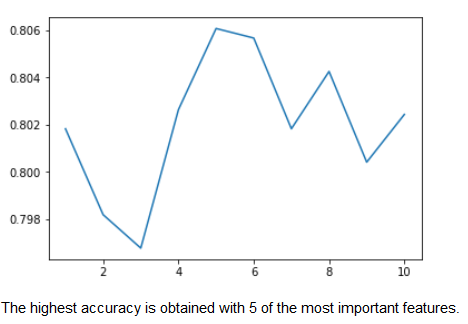 0.806
0.804
0.802
0.800
0.798
2 4 6 8 10
The highest accuracy is obtained with 5 of the most important features.